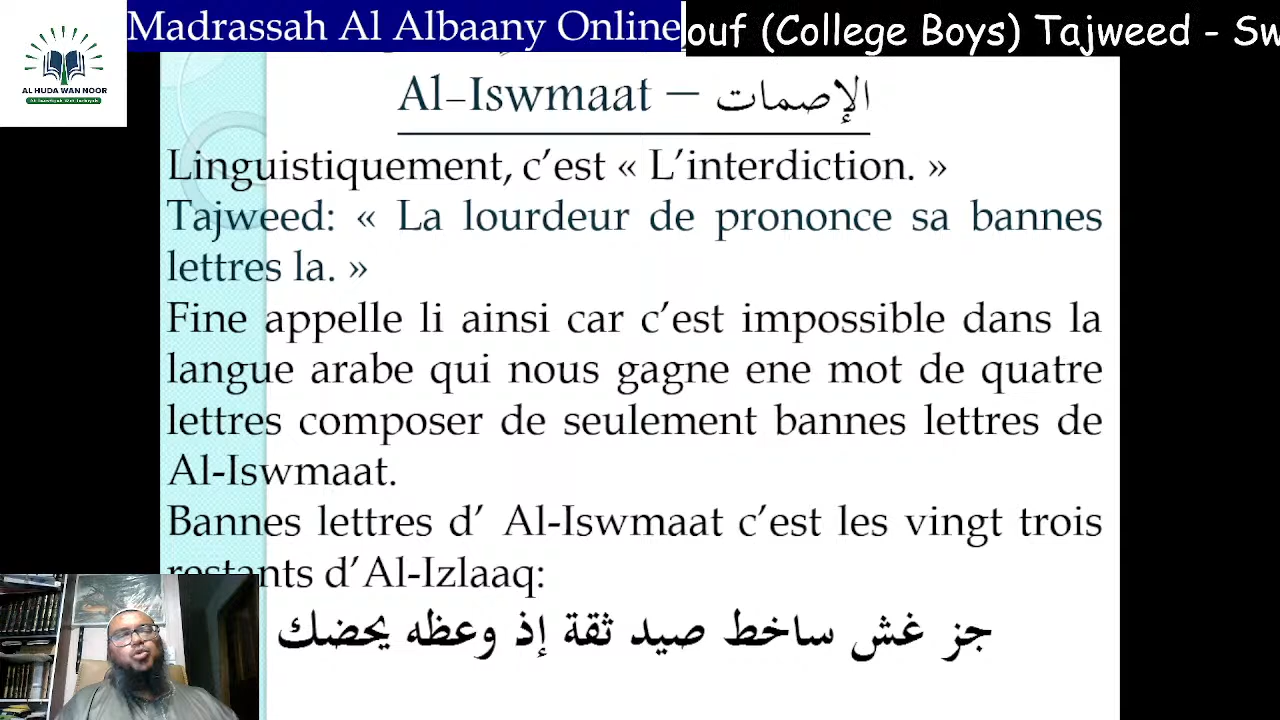 Madrassah Al Albaany Online
ouf (College Boys) Tajweed - Sw
AL HUDA WAN NOOR
Al-Iswmaat – الإصمات
Linguistiquement, c’est « L’interdiction. »
Tajweed: « La lourdeur de prononce sa bannes
lettres la. »
Fine appelle li ainsi car c’est impossible dans la
langue arabe qui nous gagne ene mot de quatre
lettres composer de seulement bannes lettres de
Al-Iswmaat.
Bannes lettres d’ Al-Iswmaat c’est les vingt trois
restants d’Al-Izlaaq:
جز غش ساخط صيد ثقة إذ وعظه يحضك